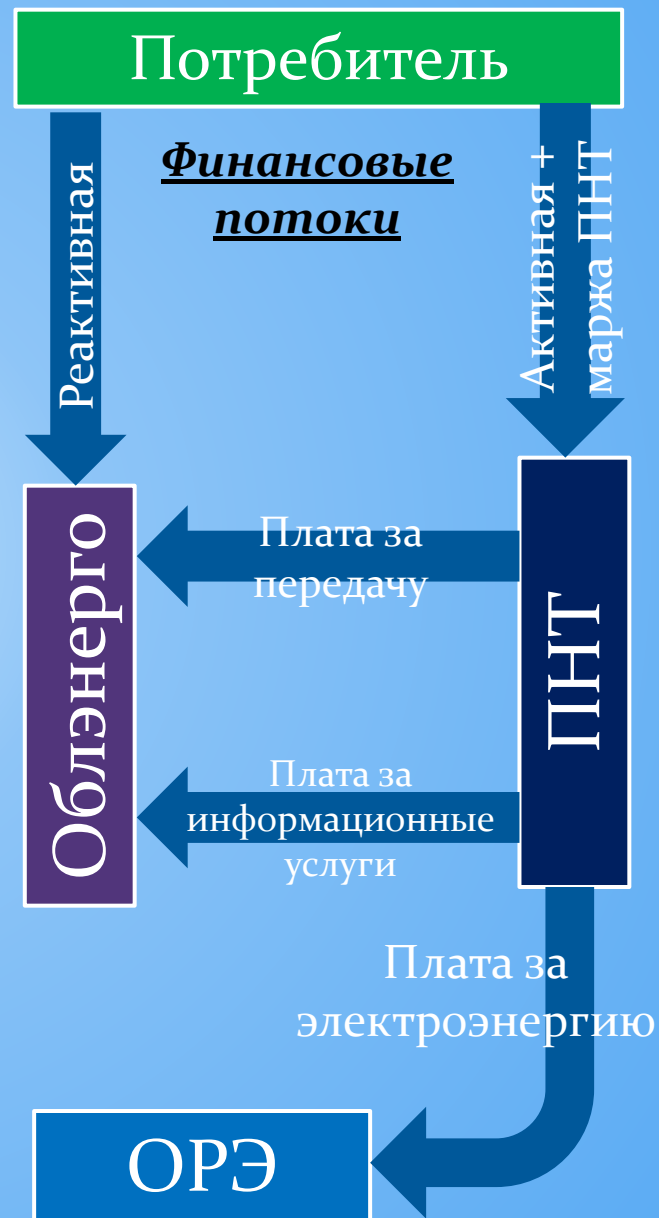 Потребитель
Финансовые
потоки
Реактивная
Активная +
маржа ПНТ
Облэнерго
Плата за
передачу
ПНТ
Плата за
информационные
услуги
Плата за
электроэнергию
ОРЭ